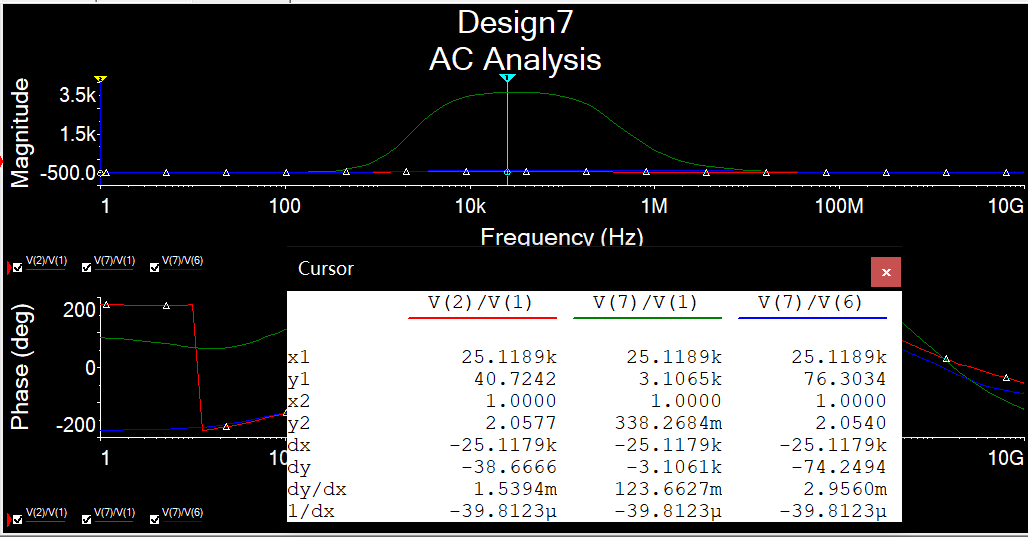 Design7
AC Analysis
Magnitude
3.5k
1.5k
-500.0
1 100 10k 1M 100M 10G
Frequency (Hz)
V(2)/V(1) V(7)/V(1) V(7)/V(6)
Phase (deg)
200
0
-200
1 10 10G
V(2)/V(1) V(7)/V(1) V(7)/V(6)
Cursor
V(2)/V(1) V(7)/V(1) V(7)/V(6)
x1 25.1189k 25.1189k 25.1189k
y1 40.7242 3.1065k 76.3034
x2 1.0000 1.0000 1.0000
y2 2.0577 338.2684m 2.0540
dx -25.1179k -25.1179k -25.1179k
dy -38.6666 -3.1061k -74.2494
dy/dx 1.5394m 123.6627m 2.9560m
1/dx -39.8123µ -39.8123µ -39.8123µ